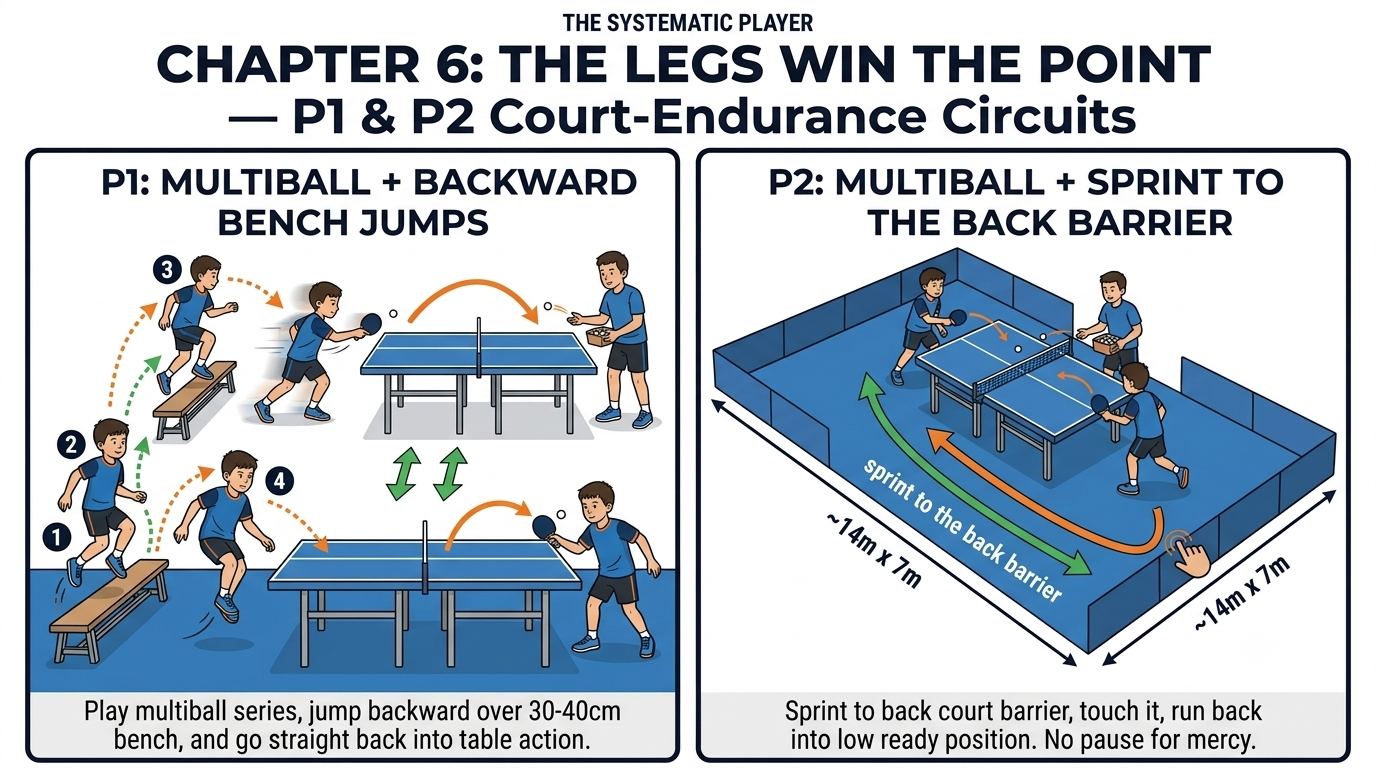 THE SYSTEMATIC PLAYER
CHAPTER 6: THE LEGS WIN THE POINT
— P1 & P2 Court-Endurance Circuits
P1: MULTIBALL + BACKWARD
BENCH JUMPS
3
2
4
1
Play multiball series, jump backward over 30-40cm
bench, and go straight back into table action.
P2: MULTIBALL + SPRINT TO
THE BACK BARRIER
sprint to the back barrier
~14m x 7m
~14m x 7m
Sprint to back court barrier, touch it, run back
into low ready position. No pause for mercy.